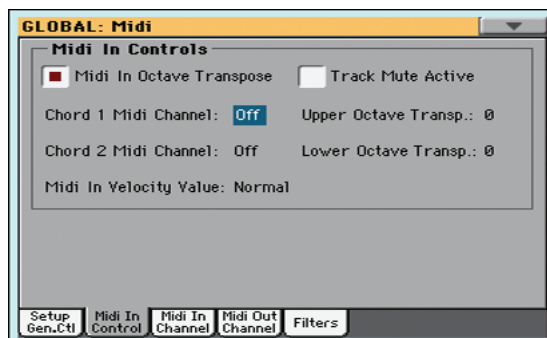 GLOBAL: Midi
Midi In Controls
Midi In Octave Transpose
Track Mute Active
Chord 1 Midi Channel: Off
Upper Octave Transp.: 0
Chord 2 Midi Channel: Off
Lower Octave Transp.: 0
Midi In Velocity Value: Normal
Setup Gen.Ctl
Midi In Control
Midi In Channel
Midi Out Channel
Filters